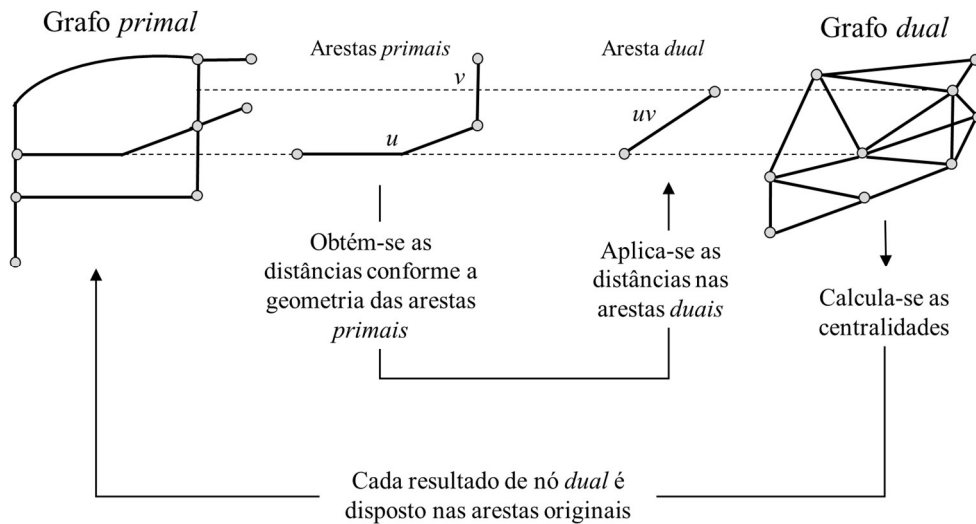 Grafo primal
Arestas primais
Aresta dual
Grafo dual
v
u
uv
Obtém-se as
distâncias conforme a
geometria das arestas
primais
Aplica-se as
distâncias nas
arestas duais
Calcula-se as
centralidades
Cada resultado de nó dual é
disposto nas arestas originais